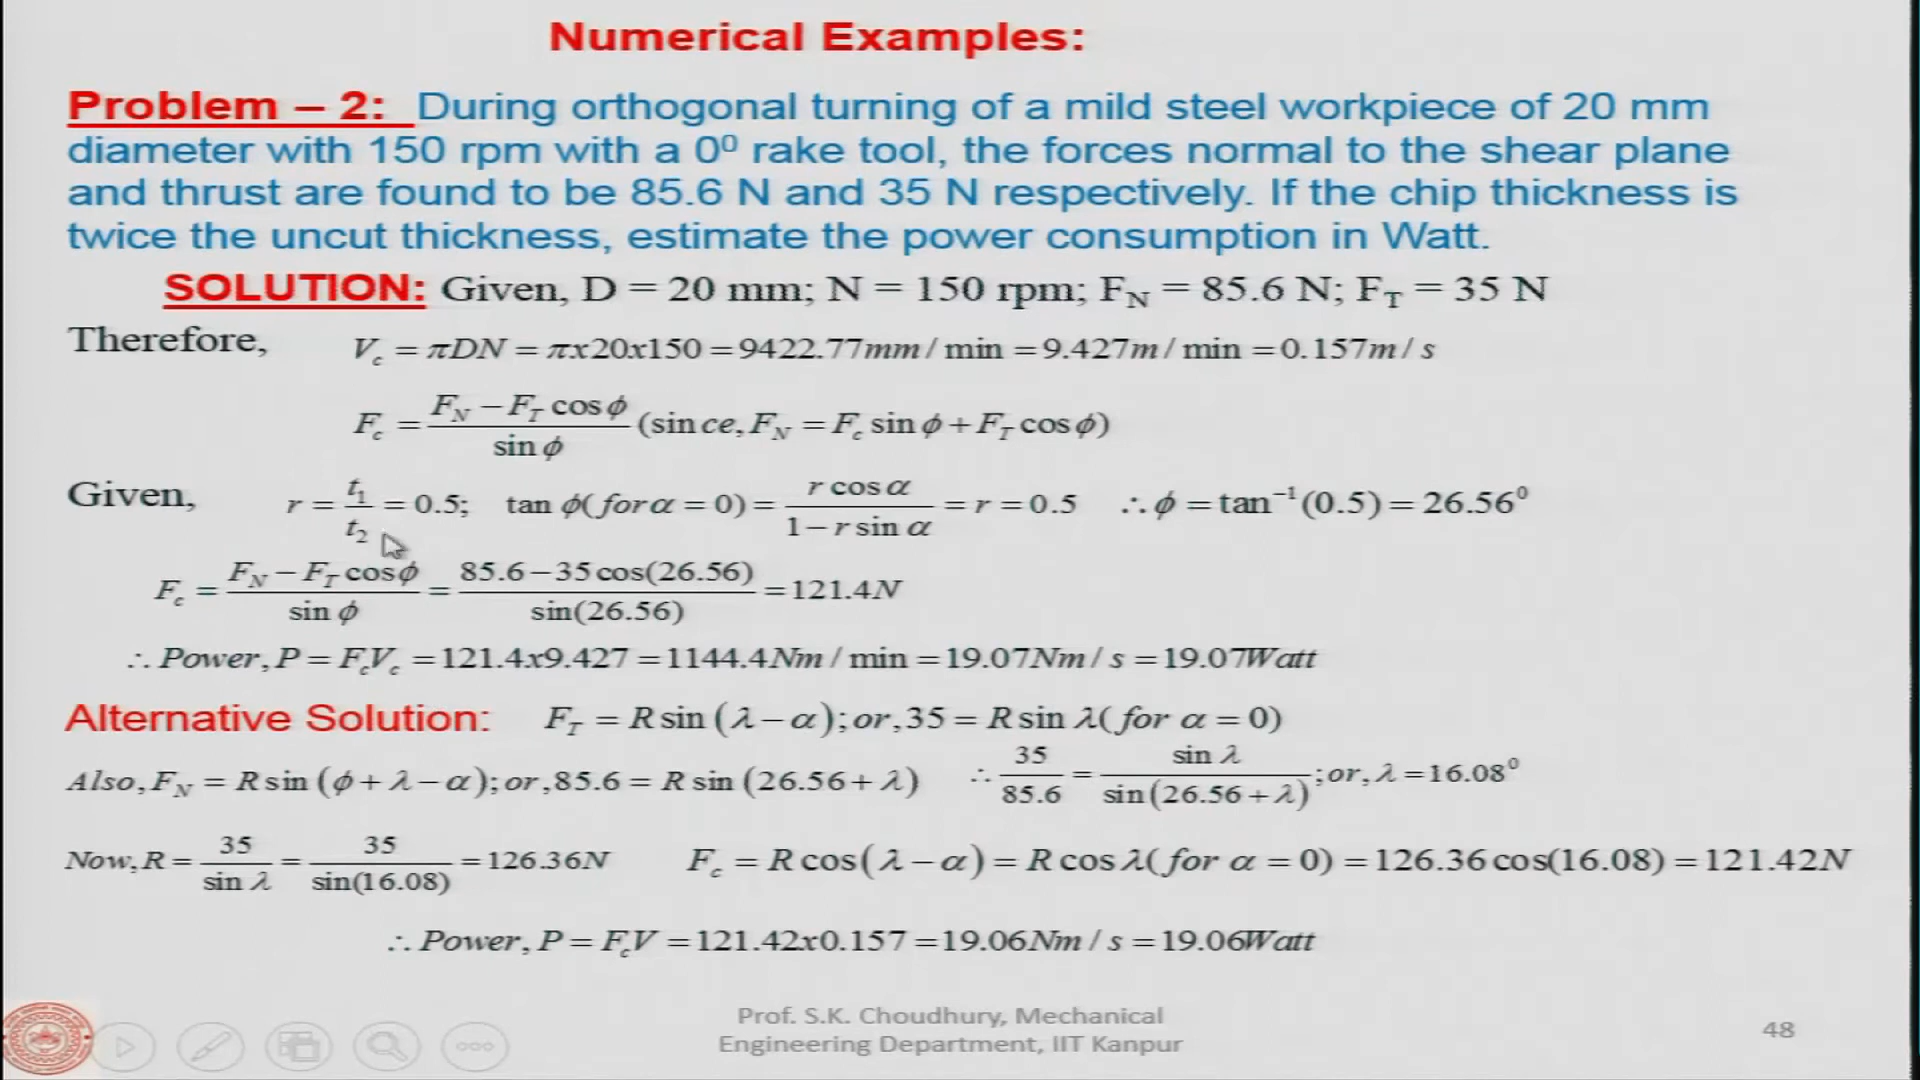 Numerical Examples:
Problem – 2: During orthogonal turning of a mild steel workpiece of 20 mm
diameter with 150 rpm with a 0⁰ rake tool, the forces normal to the shear plane
and thrust are found to be 85.6 N and 35 N respectively. If the chip thickness is
twice the uncut thickness, estimate the power consumption in Watt.
SOLUTION: Given, D = 20 mm; N = 150 rpm; F_N = 85.6 N; F_T = 35 N
Therefore, V_c = πDN = πx20x150 = 9422.77mm / min = 9.427m / min = 0.157m / s
F_c = (F_N − F_T cos ϕ) / (sin ϕ) (sin ce, F_N = F_c sin ϕ + F_T cos ϕ)
Given, r = t₁ / t₂ = 0.5; tan ϕ( for α = 0) = (r cos α) / (1 − r sin α) = r = 0.5 ∴ ϕ = tan⁻¹(0.5) = 26.56⁰
F_c = (F_N − F_T cos ϕ) / (sin ϕ) = (85.6 − 35 cos(26.56)) / (sin(26.56)) = 121.4N
∴ Power, P = F_cV_c = 121.4x9.427 = 1144.4Nm / min = 19.07Nm / s = 19.07Watt
Alternative Solution: F_T = R sin (λ − α); or, 35 = R sin λ( for α = 0)
Also, F_N = R sin (ϕ + λ − α); or, 85.6 = R sin (26.56 + λ) ∴ 35 / 85.6 = sin λ / sin(26.56 + λ); or, λ = 16.08⁰
Now, R = 35 / sin λ = 35 / sin(16.08) = 126.36N F_c = R cos(λ − α) = R cos λ( for α = 0) = 126.36 cos(16.08) = 121.42N
∴ Power, P = F_cV = 121.42x0.157 = 19.06Nm / s = 19.06Watt
Prof. S.K. Choudhury, Mechanical
Engineering Department, IIT Kanpur
48